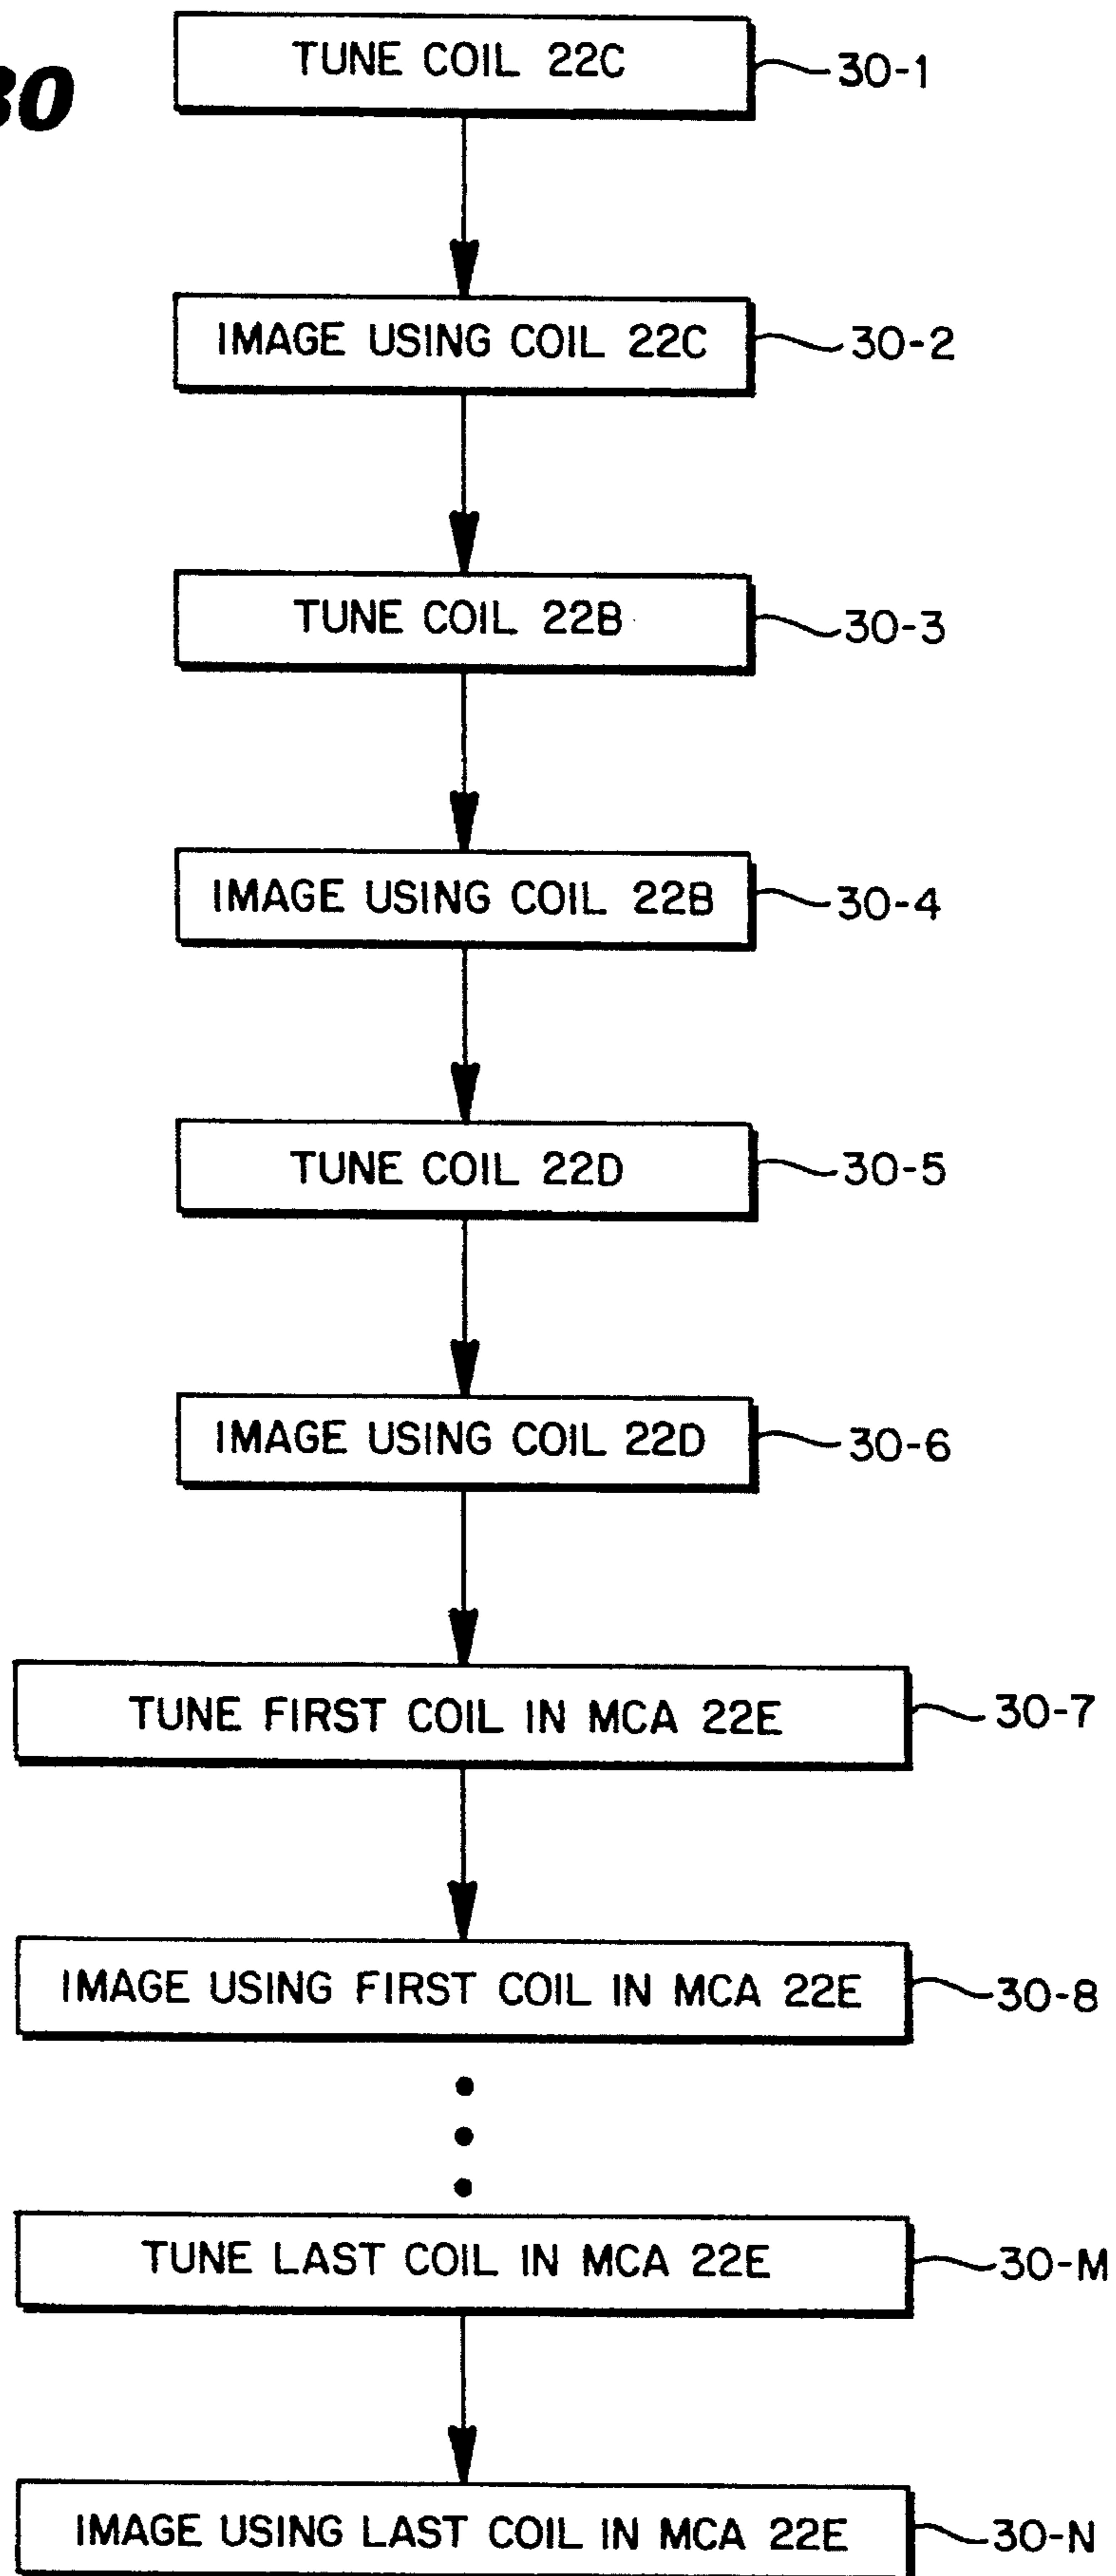 30
TUNE COIL 22C
30-1
IMAGE USING COIL 22C
30-2
TUNE COIL 22B
30-3
IMAGE USING COIL 22B
30-4
TUNE COIL 22D
30-5
IMAGE USING COIL 22D
30-6
TUNE FIRST COIL IN MCA 22E
30-7
IMAGE USING FIRST COIL IN MCA 22E
30-8
TUNE LAST COIL IN MCA 22E
30-M
IMAGE USING LAST COIL IN MCA 22E
30-N